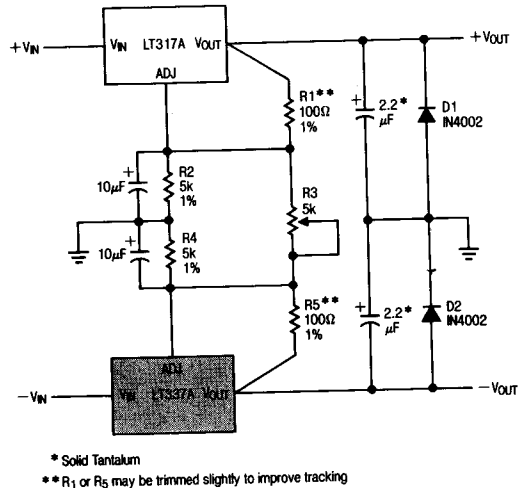 +VIN
VIN
LT317A
VOUT
ADJ
+VOUT
R1**
100Ω
1%
+
2.2*
μF
D1
IN4002
+
10μF
R2
5k
1%
R3
5k
+
10μF
R4
5k
1%
R5**
100Ω
1%
+
2.2*
μF
D2
IN4002
ADJ
−VIN
VIN
LT337A
VOUT
−VOUT
* Solid Tantalum
** R1 or R5 may be trimmed slightly to improve tracking